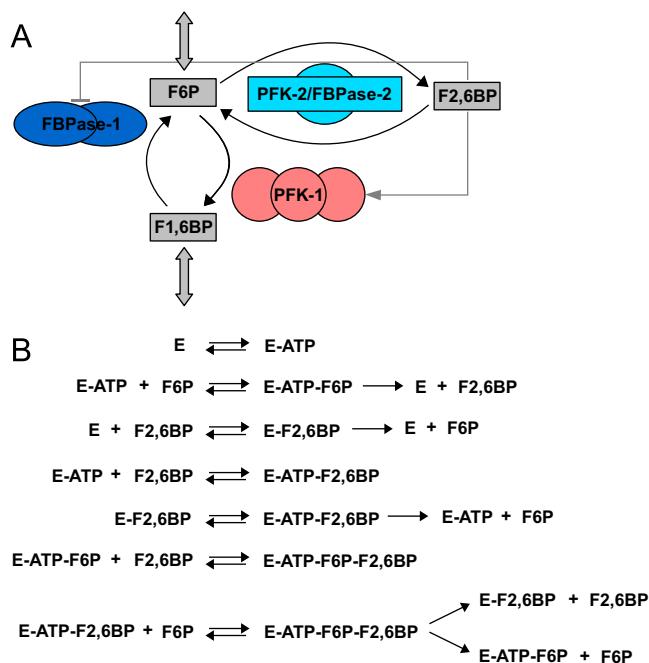 A
F6P
PFK-2/FBPase-2
F2,6BP
FBPase-1
PFK-1
F1,6BP
B
E E-ATP
E-ATP + F6P E-ATP-F6P E + F2,6BP
E + F2,6BP E-F2,6BP E + F6P
E-ATP + F2,6BP E-ATP-F2,6BP
E-F2,6BP E-ATP-F2,6BP E-ATP + F6P
E-ATP-F6P + F2,6BP E-ATP-F6P-F2,6BP
E-F2,6BP + F2,6BP
E-ATP-F2,6BP + F6P E-ATP-F6P-F2,6BP
E-ATP-F6P + F6P